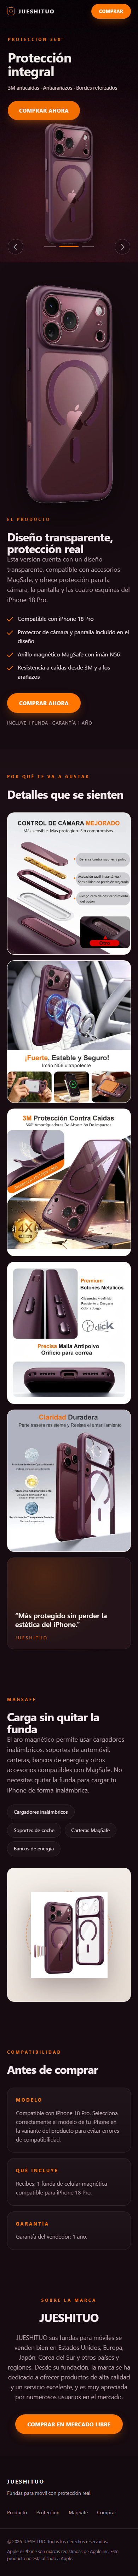 JUESHITUO
COMPRAR
PROTECCIÓN 360°
Protección
integral
3M anticaídas · Antiarañazos · Bordes reforzados
COMPRAR AHORA
EL PRODUCTO
Diseño transparente,
protección real
Esta versión cuenta con un diseño
transparente, compatible con accesorios
MagSafe, y ofrece protección para la
cámara, la pantalla y las cuatro esquinas del
iPhone 18 Pro.
Compatible con iPhone 18 Pro
Protector de cámara y pantalla incluido en el
diseño
Anillo magnético MagSafe con imán N56
Resistencia a caídas desde 3M y a los
arañazos
COMPRAR AHORA
INCLUYE 1 FUNDA · GARANTÍA 1 AÑO
POR QUÉ TE VA A GUSTAR
Detalles que se sienten
CONTROL DE CÁMARA MEJORADO
Más sensible. Más protegido. Sin compromisos.
¡Fuerte, Estable y Seguro!
Imán N56 ultrapotente
3M Protección Contra Caídas
14X
Premium
Botones Metálicos
Precisa Malla Antipolvo
Orificio para correa
Claridad Duradera
"Más protegido sin perder la
estética del iPhone."
JUESHITUO
MAGSAFE
Carga sin quitar la
funda
El aro magnético permite usar cargadores
inalámbricos, soportes de automóvil,
carteras, bancos de energía y otros
accesorios compatibles con MagSafe. No
necesitas quitar la funda para cargar tu
iPhone de forma inalámbrica.
Cargadores inalámbricos
Soportes de coche
Carteras MagSafe
Bancos de energía
COMPATIBILIDAD
Antes de comprar
MODELO
Compatible con iPhone 18 Pro. Selecciona
correctamente el modelo de tu iPhone en
la variante del producto para evitar errores
de compatibilidad.
QUÉ INCLUYE
Recibes: 1 funda de celular magnética
compatible para iPhone 18 Pro.
GARANTÍA
Garantía del vendedor: 1 año.
SOBRE LA MARCA
JUESHITUO
JUESHITUO sus fundas para móviles se
venden bien en Estados Unidos, Europa,
Japón, Corea del Sur y otros países y
regiones. Desde su fundación, la marca se ha
dedicado a ofrecer productos de alta calidad
y un servicio excelente, y es muy apreciada
por numerosos usuarios en el mercado.
COMPRAR EN MERCADO LIBRE
JUESHITUO
Fundas para móvil con protección real.
Producto
Protección
MagSafe
Comprar
© 2026 JUESHITUO. Todos los derechos reservados.
Apple e iPhone son marcas registradas de Apple Inc. Este
producto no está afiliado a Apple.